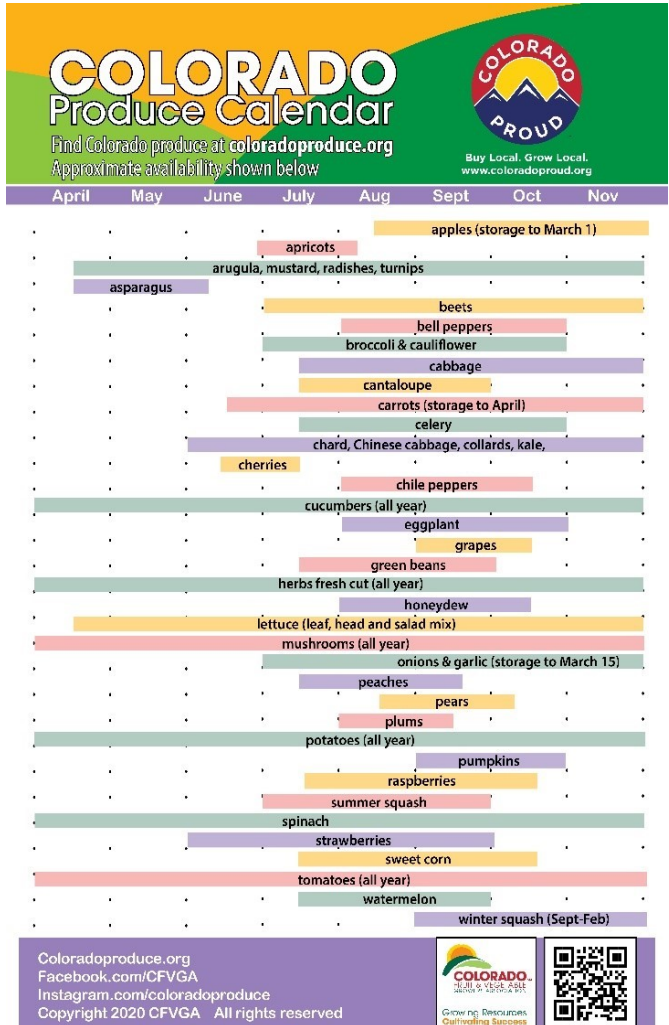 COLORADO
Produce Calendar
Find Colorado produce at coloradoproduce.org
Approximate availability shown below
COLORADO
PROUD
Buy Local. Grow Local.
www.coloradoproud.org
April May June July Aug Sept Oct Nov
apples (storage to March 1)
apricots
arugula, mustard, radishes, turnips
asparagus
beets
bell peppers
broccoli & cauliflower
cabbage
cantaloupe
carrots (storage to April)
celery
chard, Chinese cabbage, collards, kale,
cherries
chile peppers
cucumbers (all year)
eggplant
grapes
green beans
herbs fresh cut (all year)
honeydew
lettuce (leaf, head and salad mix)
mushrooms (all year)
onions & garlic (storage to March 15)
peaches
pears
plums
potatoes (all year)
pumpkins
raspberries
summer squash
spinach
strawberries
sweet corn
tomatoes (all year)
watermelon
winter squash (Sept-Feb)
Coloradoproduce.org
Facebook.com/CFVGA
Instagram.com/coloradoproduce
Copyright 2020 CFVGA All rights reserved
COLORADO
FRUIT & VEGETABLE
GROWERS ASSOCIATION
Growing Resources
Cultivating Success